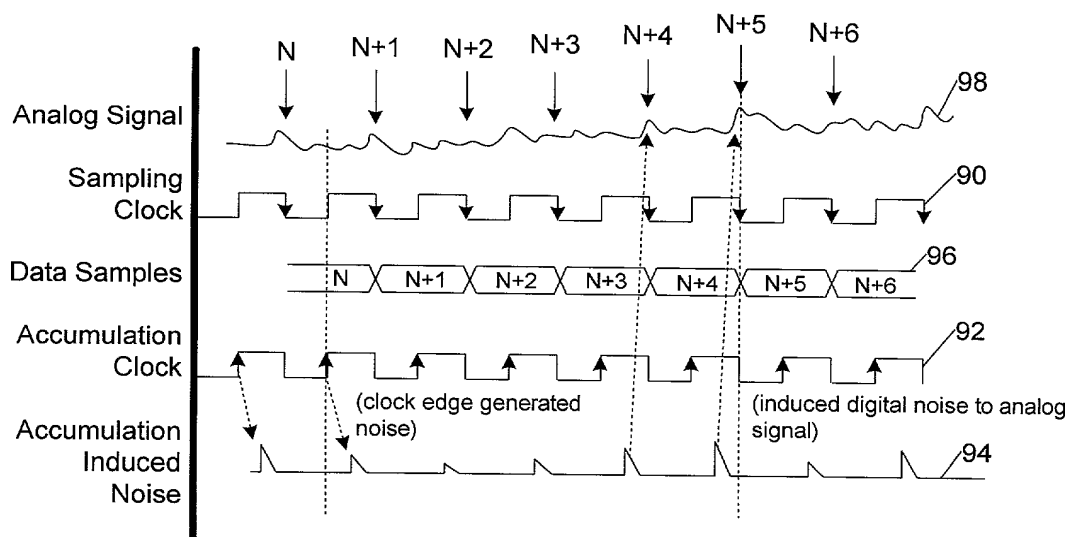 N N+1 N+2 N+3 N+4 N+5 N+6
Analog Signal
98
Sampling
Clock
90
Data Samples
N N+1 N+2 N+3 N+4 N+5 N+6
96
Accumulation
Clock
92
(clock edge generated
noise)
(induced digital noise to analog
signal)
Accumulation
Induced
Noise
94